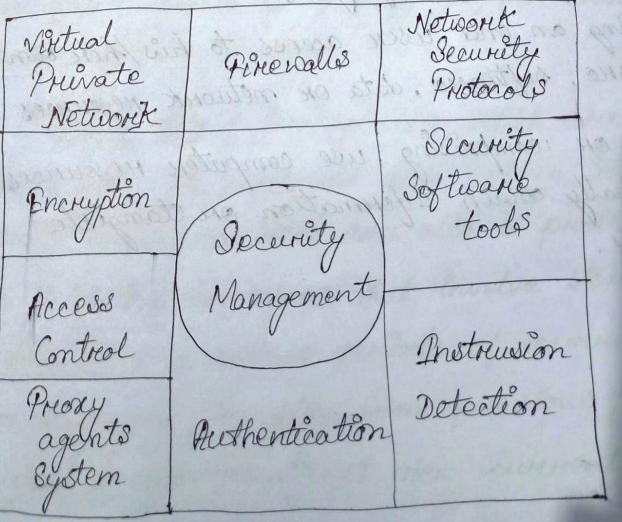 Virtual
Private
Network
Firewalls
Network
Security
Protocols
Encryption
Security
Software
tools
Security
Management
Access
Control
Instrusion
Detection
Proxy
agents
System
Authentication